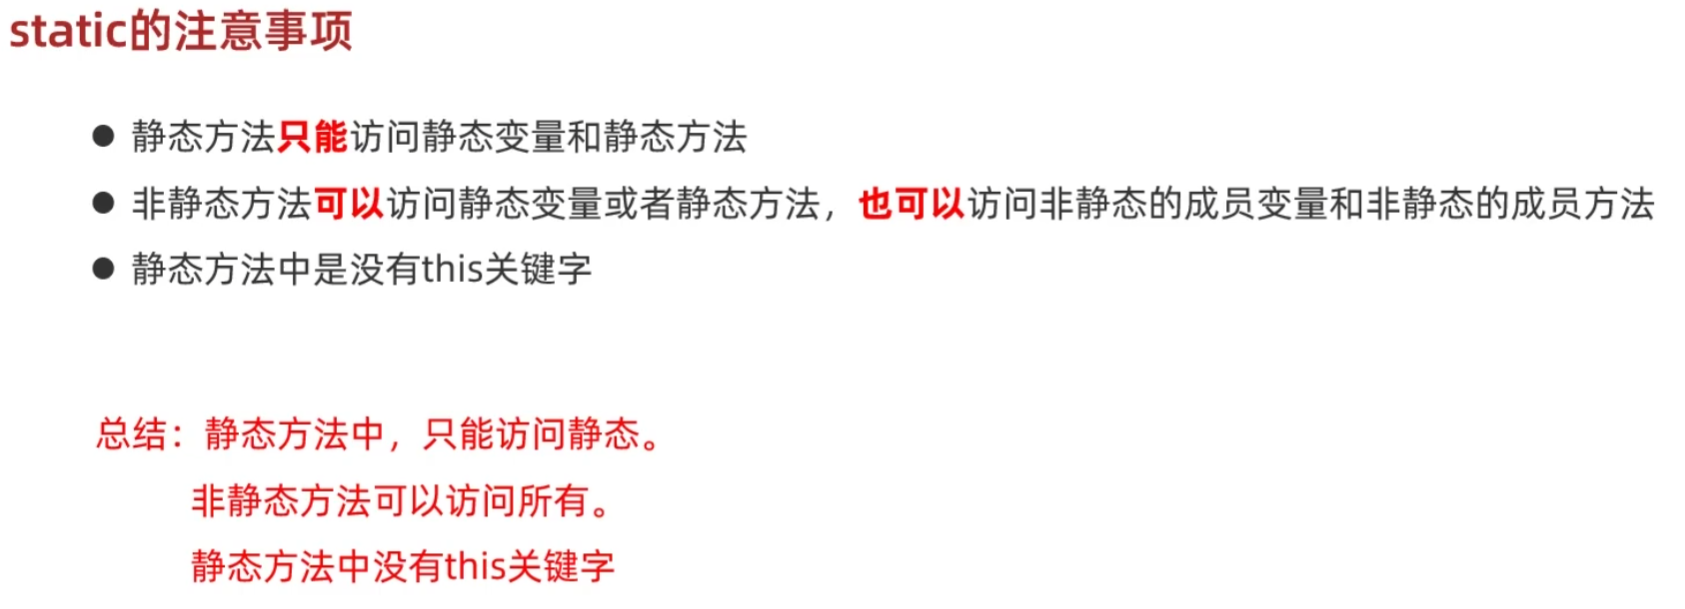 static的注意事项
● 静态方法只能访问静态变量和静态方法
● 非静态方法可以访问静态变量或者静态方法，也可以访问非静态的成员变量和非静态的成员方法
● 静态方法中是没有this关键字
总结：静态方法中，只能访问静态。
非静态方法可以访问所有。
静态方法中没有this关键字